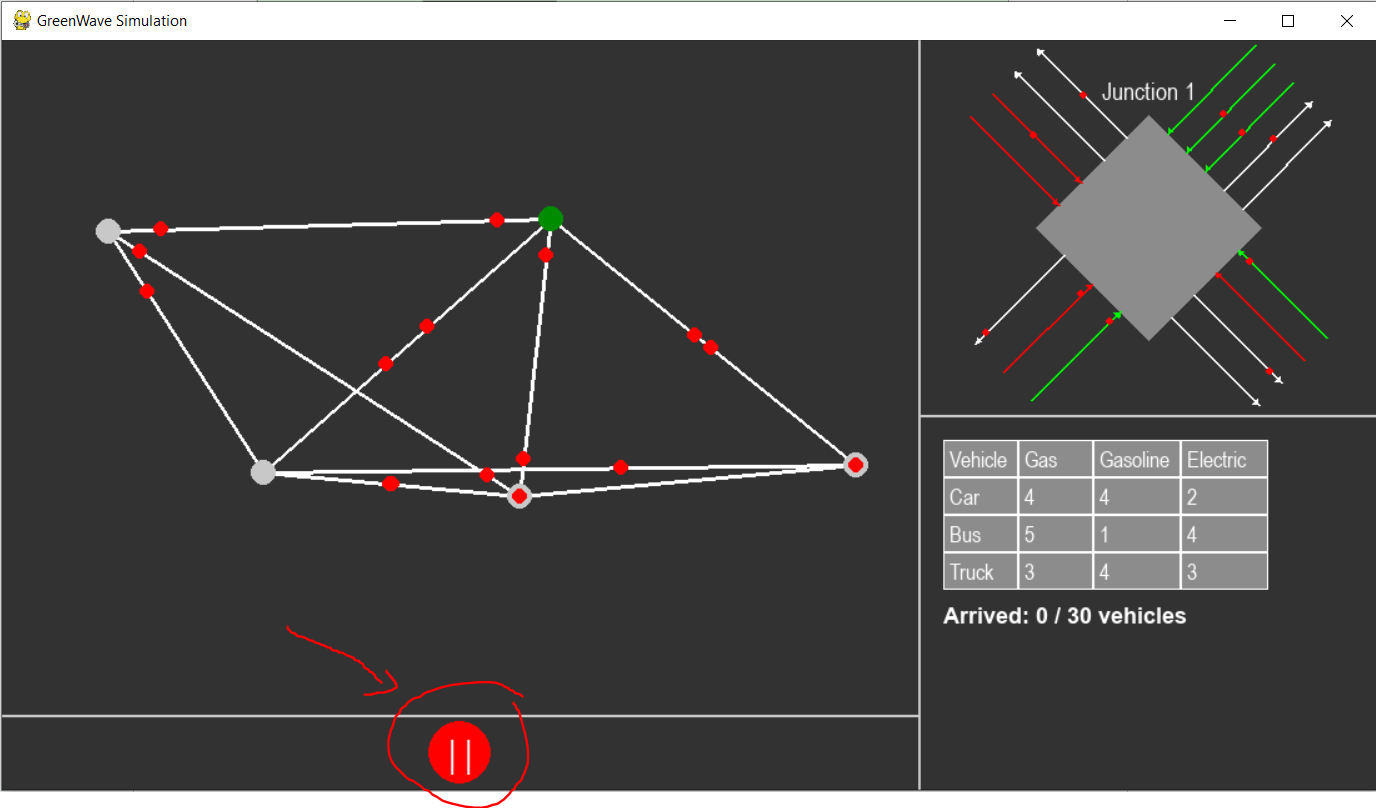 GreenWave Simulation
Junction 1
Vehicle Gas Gasoline Electric
Car 4 4 2
Bus 5 1 4
Truck 3 4 3
Arrived: 0 / 30 vehicles